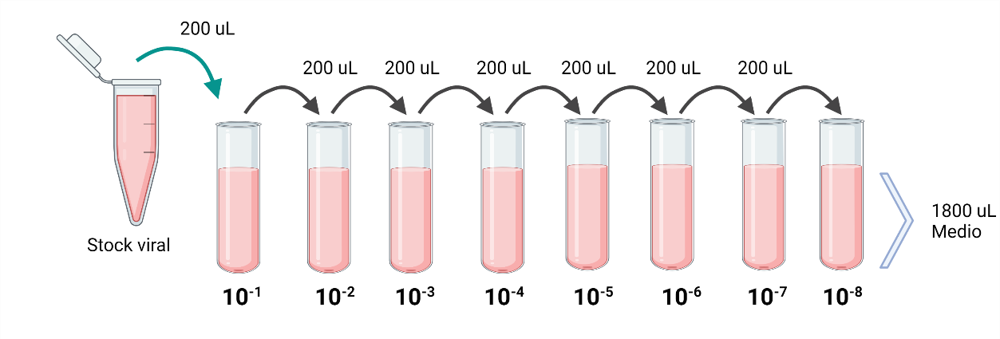 200 uL
200 uL 200 uL 200 uL 200 uL 200 uL 200 uL
Stock viral
1800 uL
Medio
10⁻¹ 10⁻² 10⁻³ 10⁻⁴ 10⁻⁵ 10⁻⁶ 10⁻⁷ 10⁻⁸